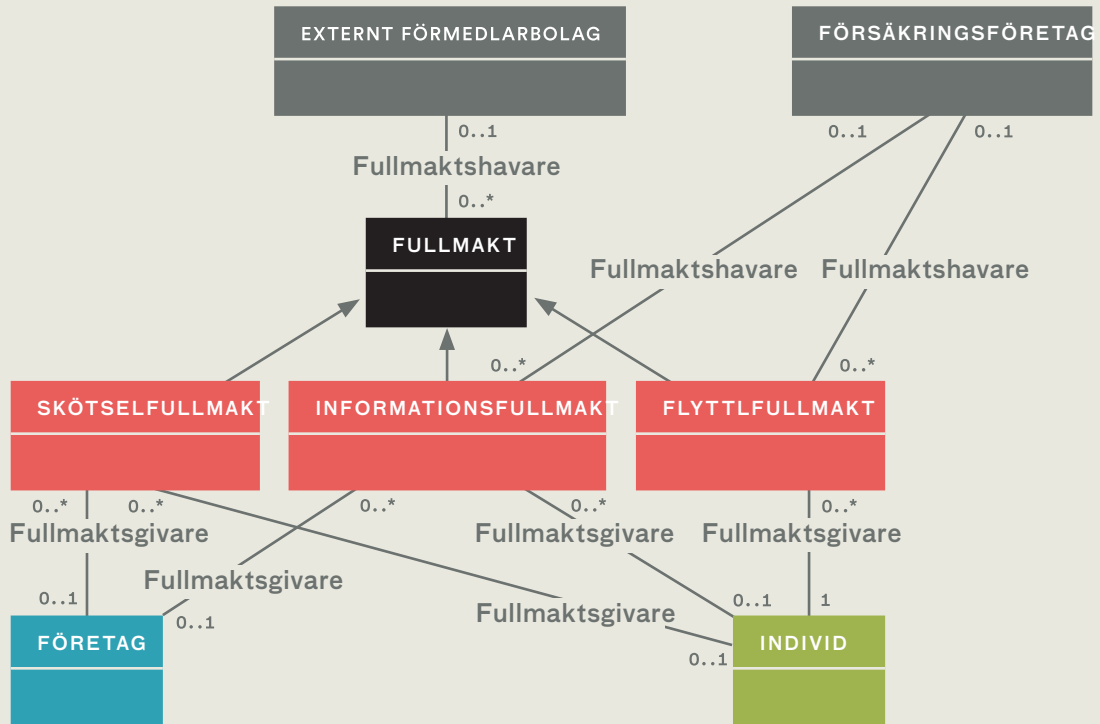 EXTERNT FÖRMEDLARBOLAG
FÖRSÄKRINGSFÖRETAG
0..1
0..1
0..1
Fullmaktshavare
0..*
FULLMAKT
Fullmaktshavare
Fullmaktshavare
0..*
0..*
SKÖTSELFULLMAKT
INFORMATIONSFULLMAKT
FLYTTLFULLMAKT
0..*
0..*
0..*
0..*
0..*
Fullmaktsgivare
Fullmaktsgivare
Fullmaktsgivare
Fullmaktsgivare
0..1
0..1
1
Fullmaktsgivare
0..1
FÖRETAG
INDIVID
0..1